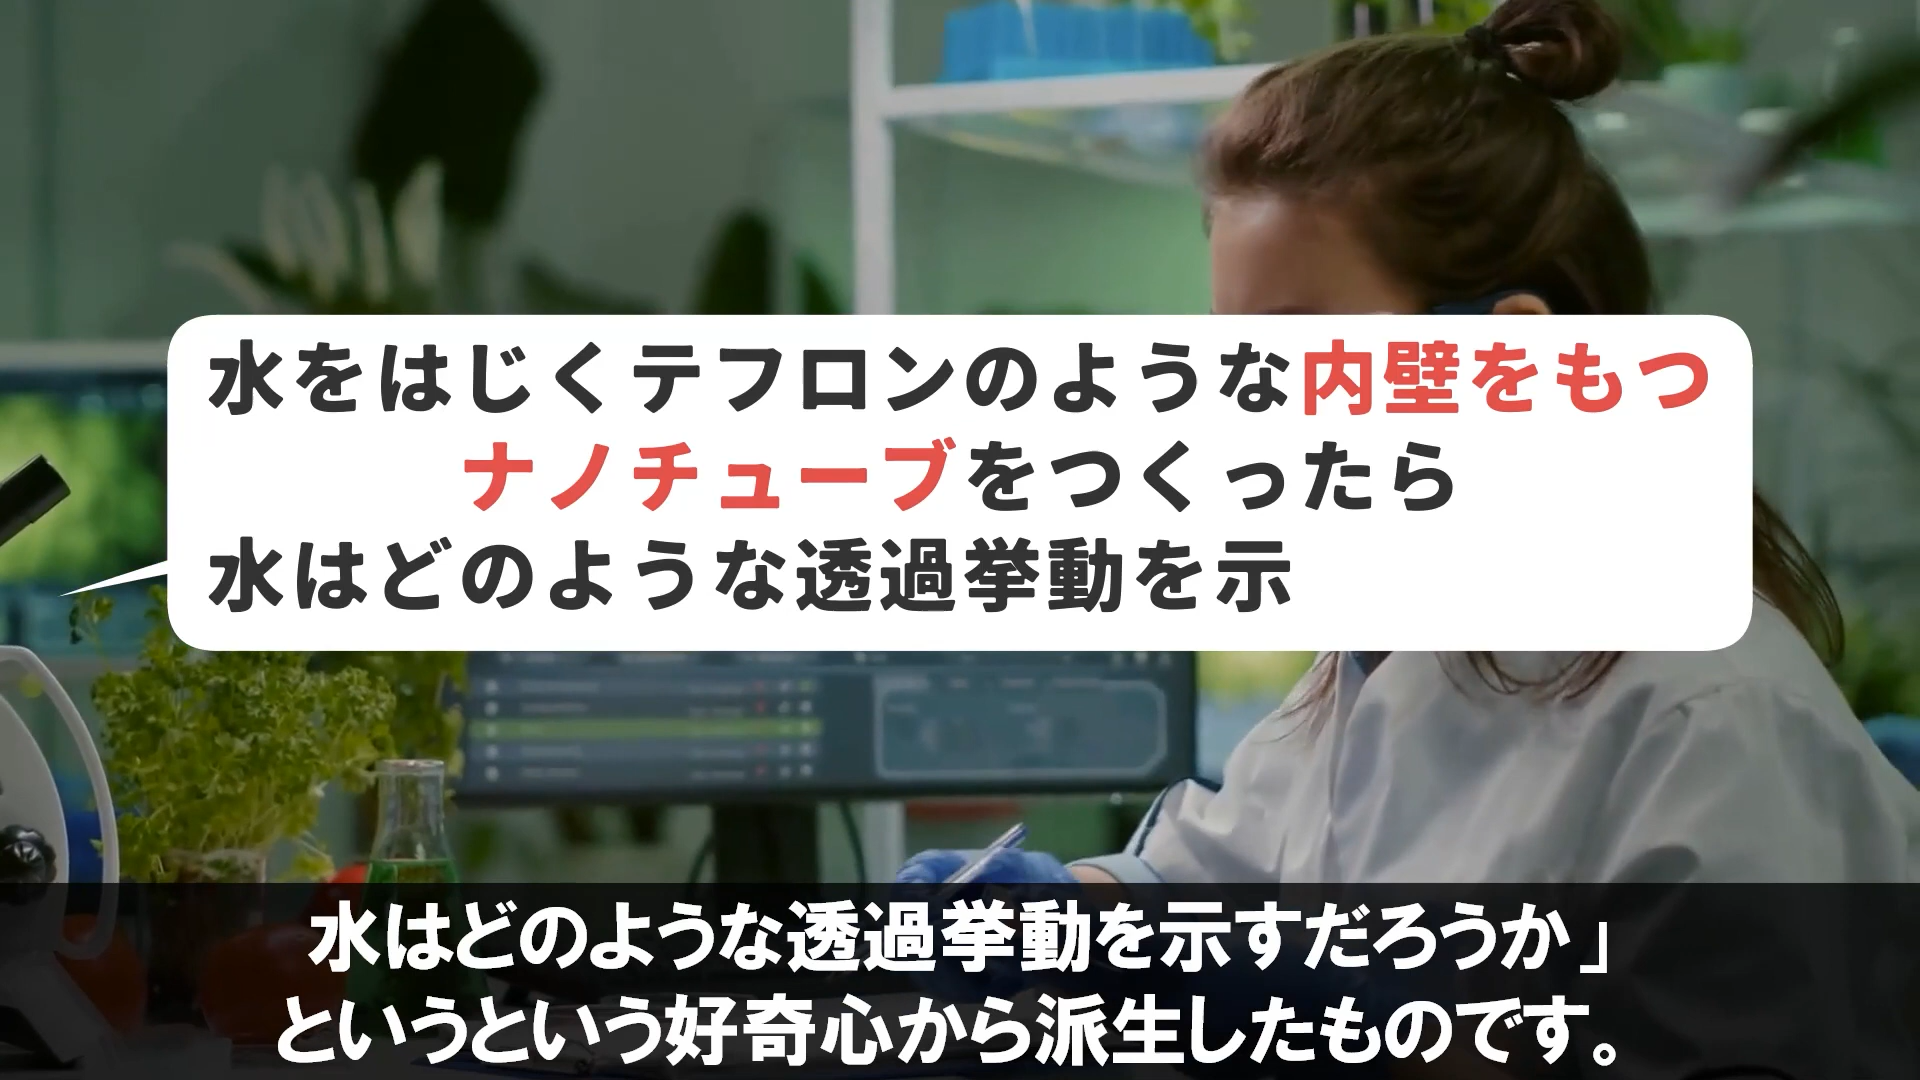 水をはじくテフロンのような内壁をもつ
ナノチューブをつくったら
水はどのような透過挙動を示
水はどのような透過挙動を示すだろうか」
というという好奇心から派生したものです。